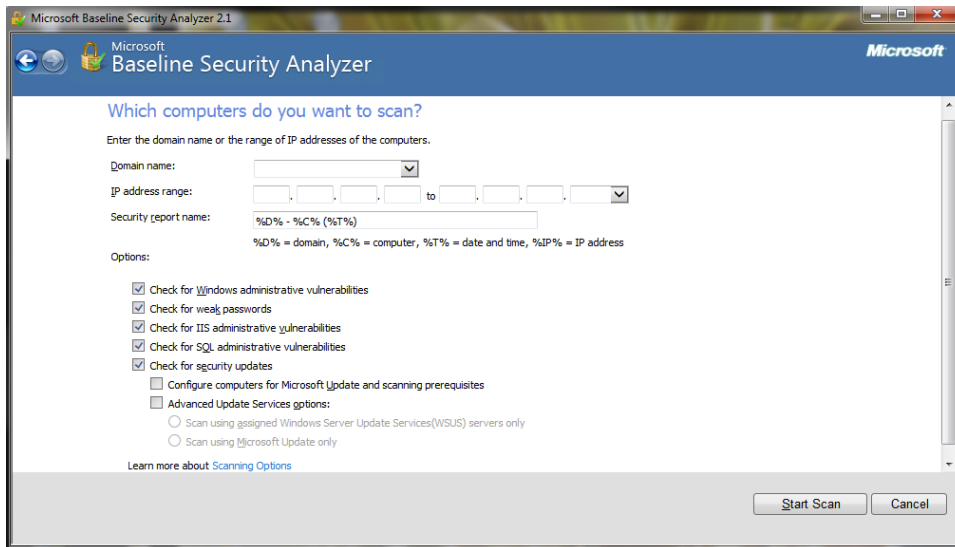 Microsoft Baseline Security Analyzer 2.1
Microsoft
Baseline Security Analyzer
Microsoft
Which computers do you want to scan?
Enter the domain name or the range of IP addresses of the computers.
Domain name:
IP address range: . . . to . . .
Security report name: %D% - %C% (%T%)
%D% = domain, %C% = computer, %T% = date and time, %IP% = IP address
Options:
Check for Windows administrative vulnerabilities
Check for weak passwords
Check for IIS administrative vulnerabilities
Check for SQL administrative vulnerabilities
Check for security updates
Configure computers for Microsoft Update and scanning prerequisites
Advanced Update Services options:
Scan using assigned Windows Server Update Services(WSUS) servers only
Scan using Microsoft Update only
Learn more about Scanning Options
Start Scan Cancel